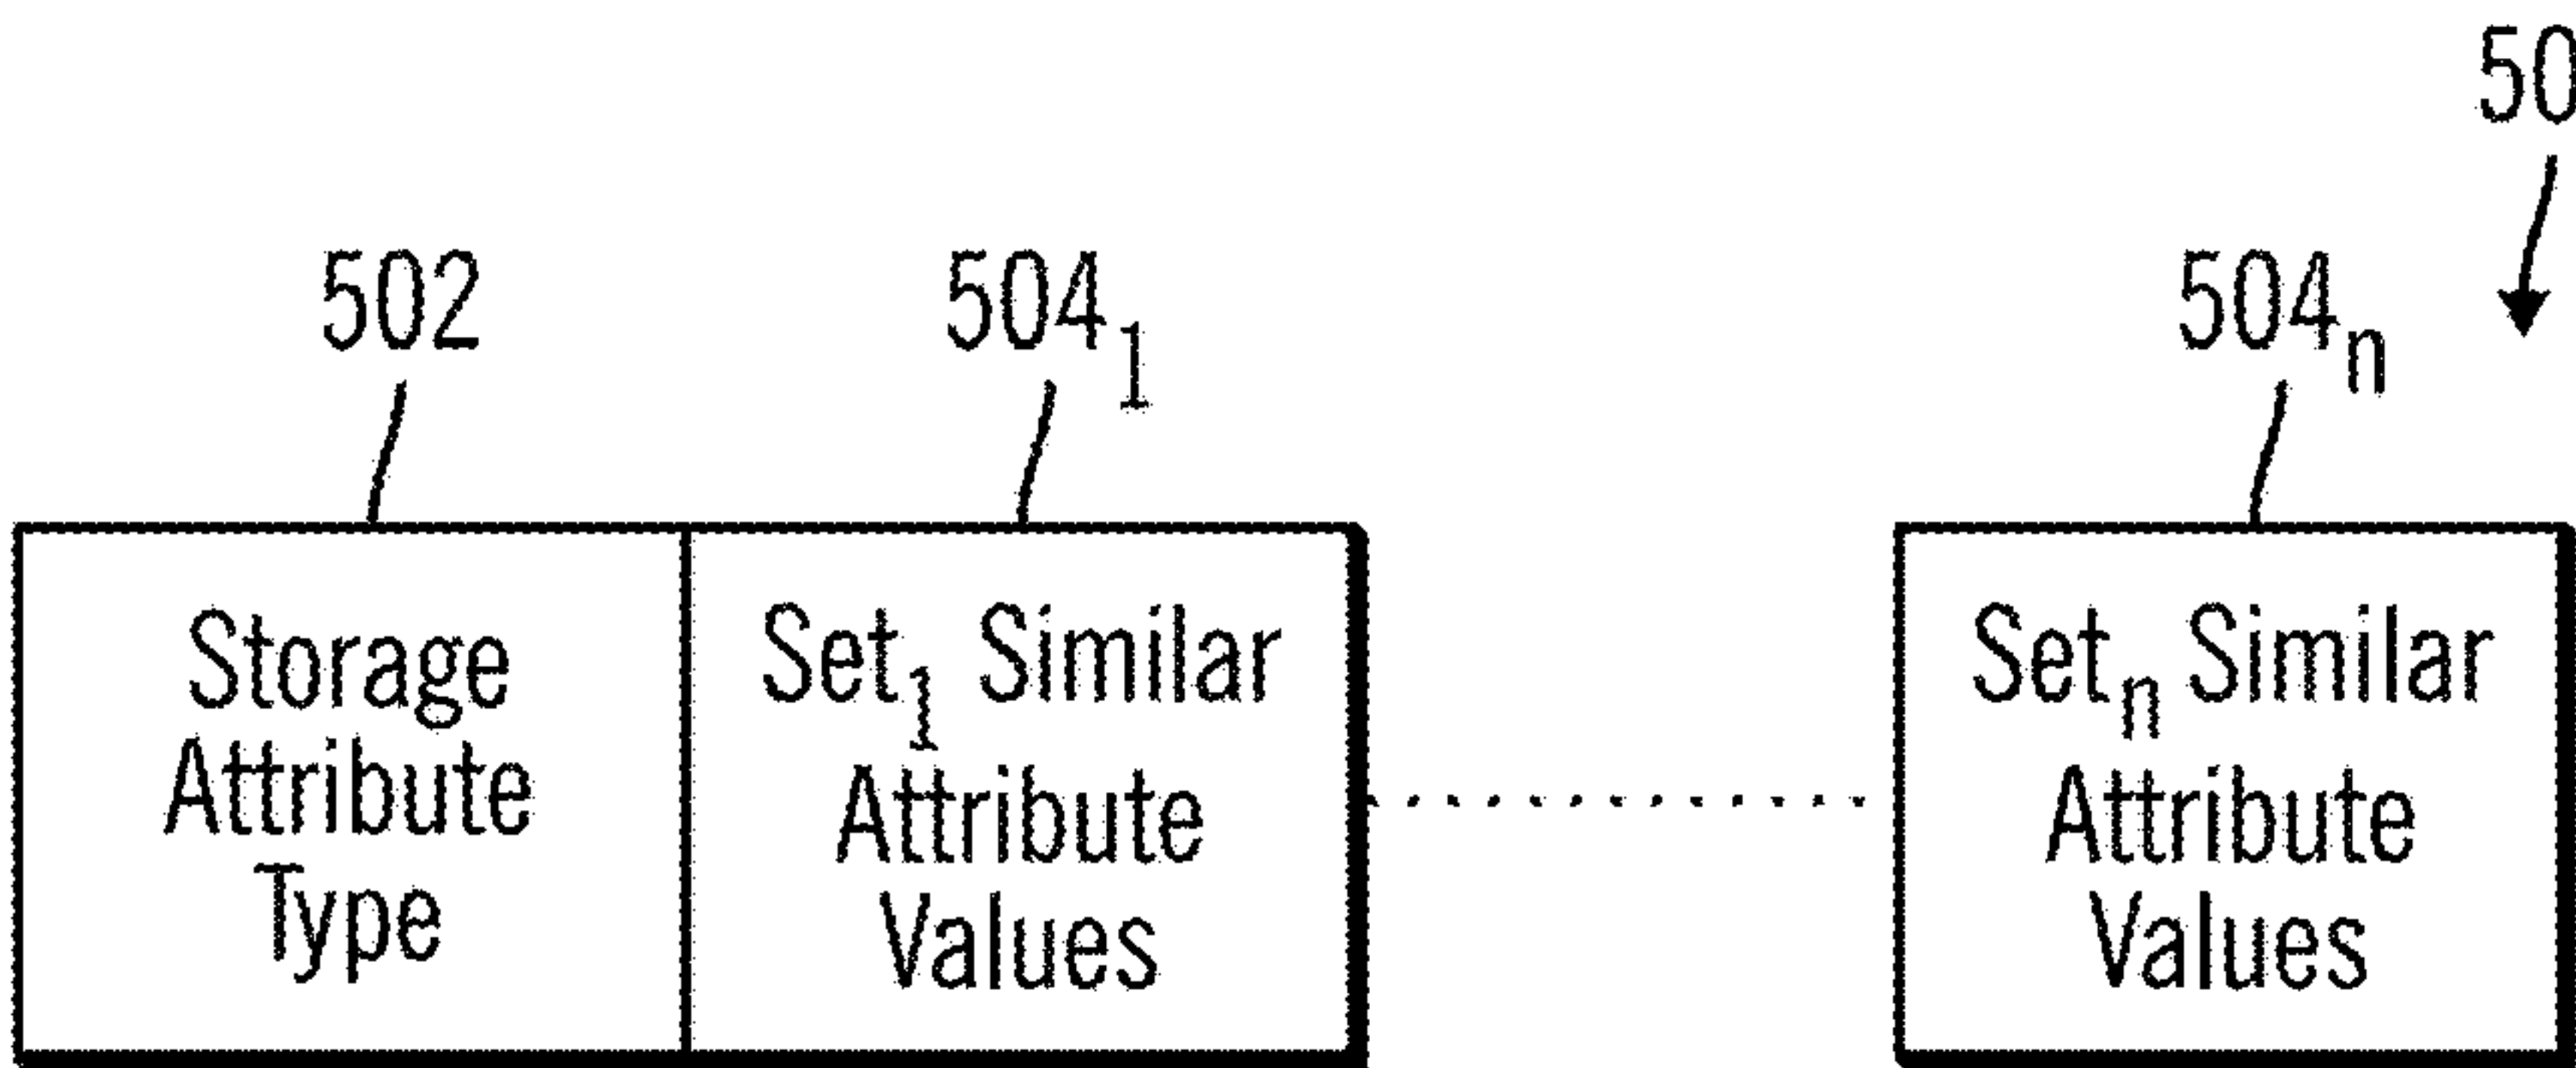 50
502 504₁ 504ₙ
Storage
Attribute
Type
Set₁ Similar
Attribute
Values
Setₙ Similar
Attribute
Values